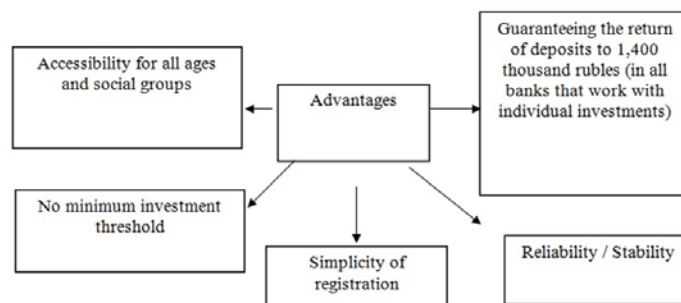 Accessibility for all ages
and social groups
Advantages
Guaranteeing the return
of deposits to 1,400
thousand rubles (in all
banks that work with
individual investments)
No minimum investment
threshold
Simplicity of
registration
Reliability / Stability